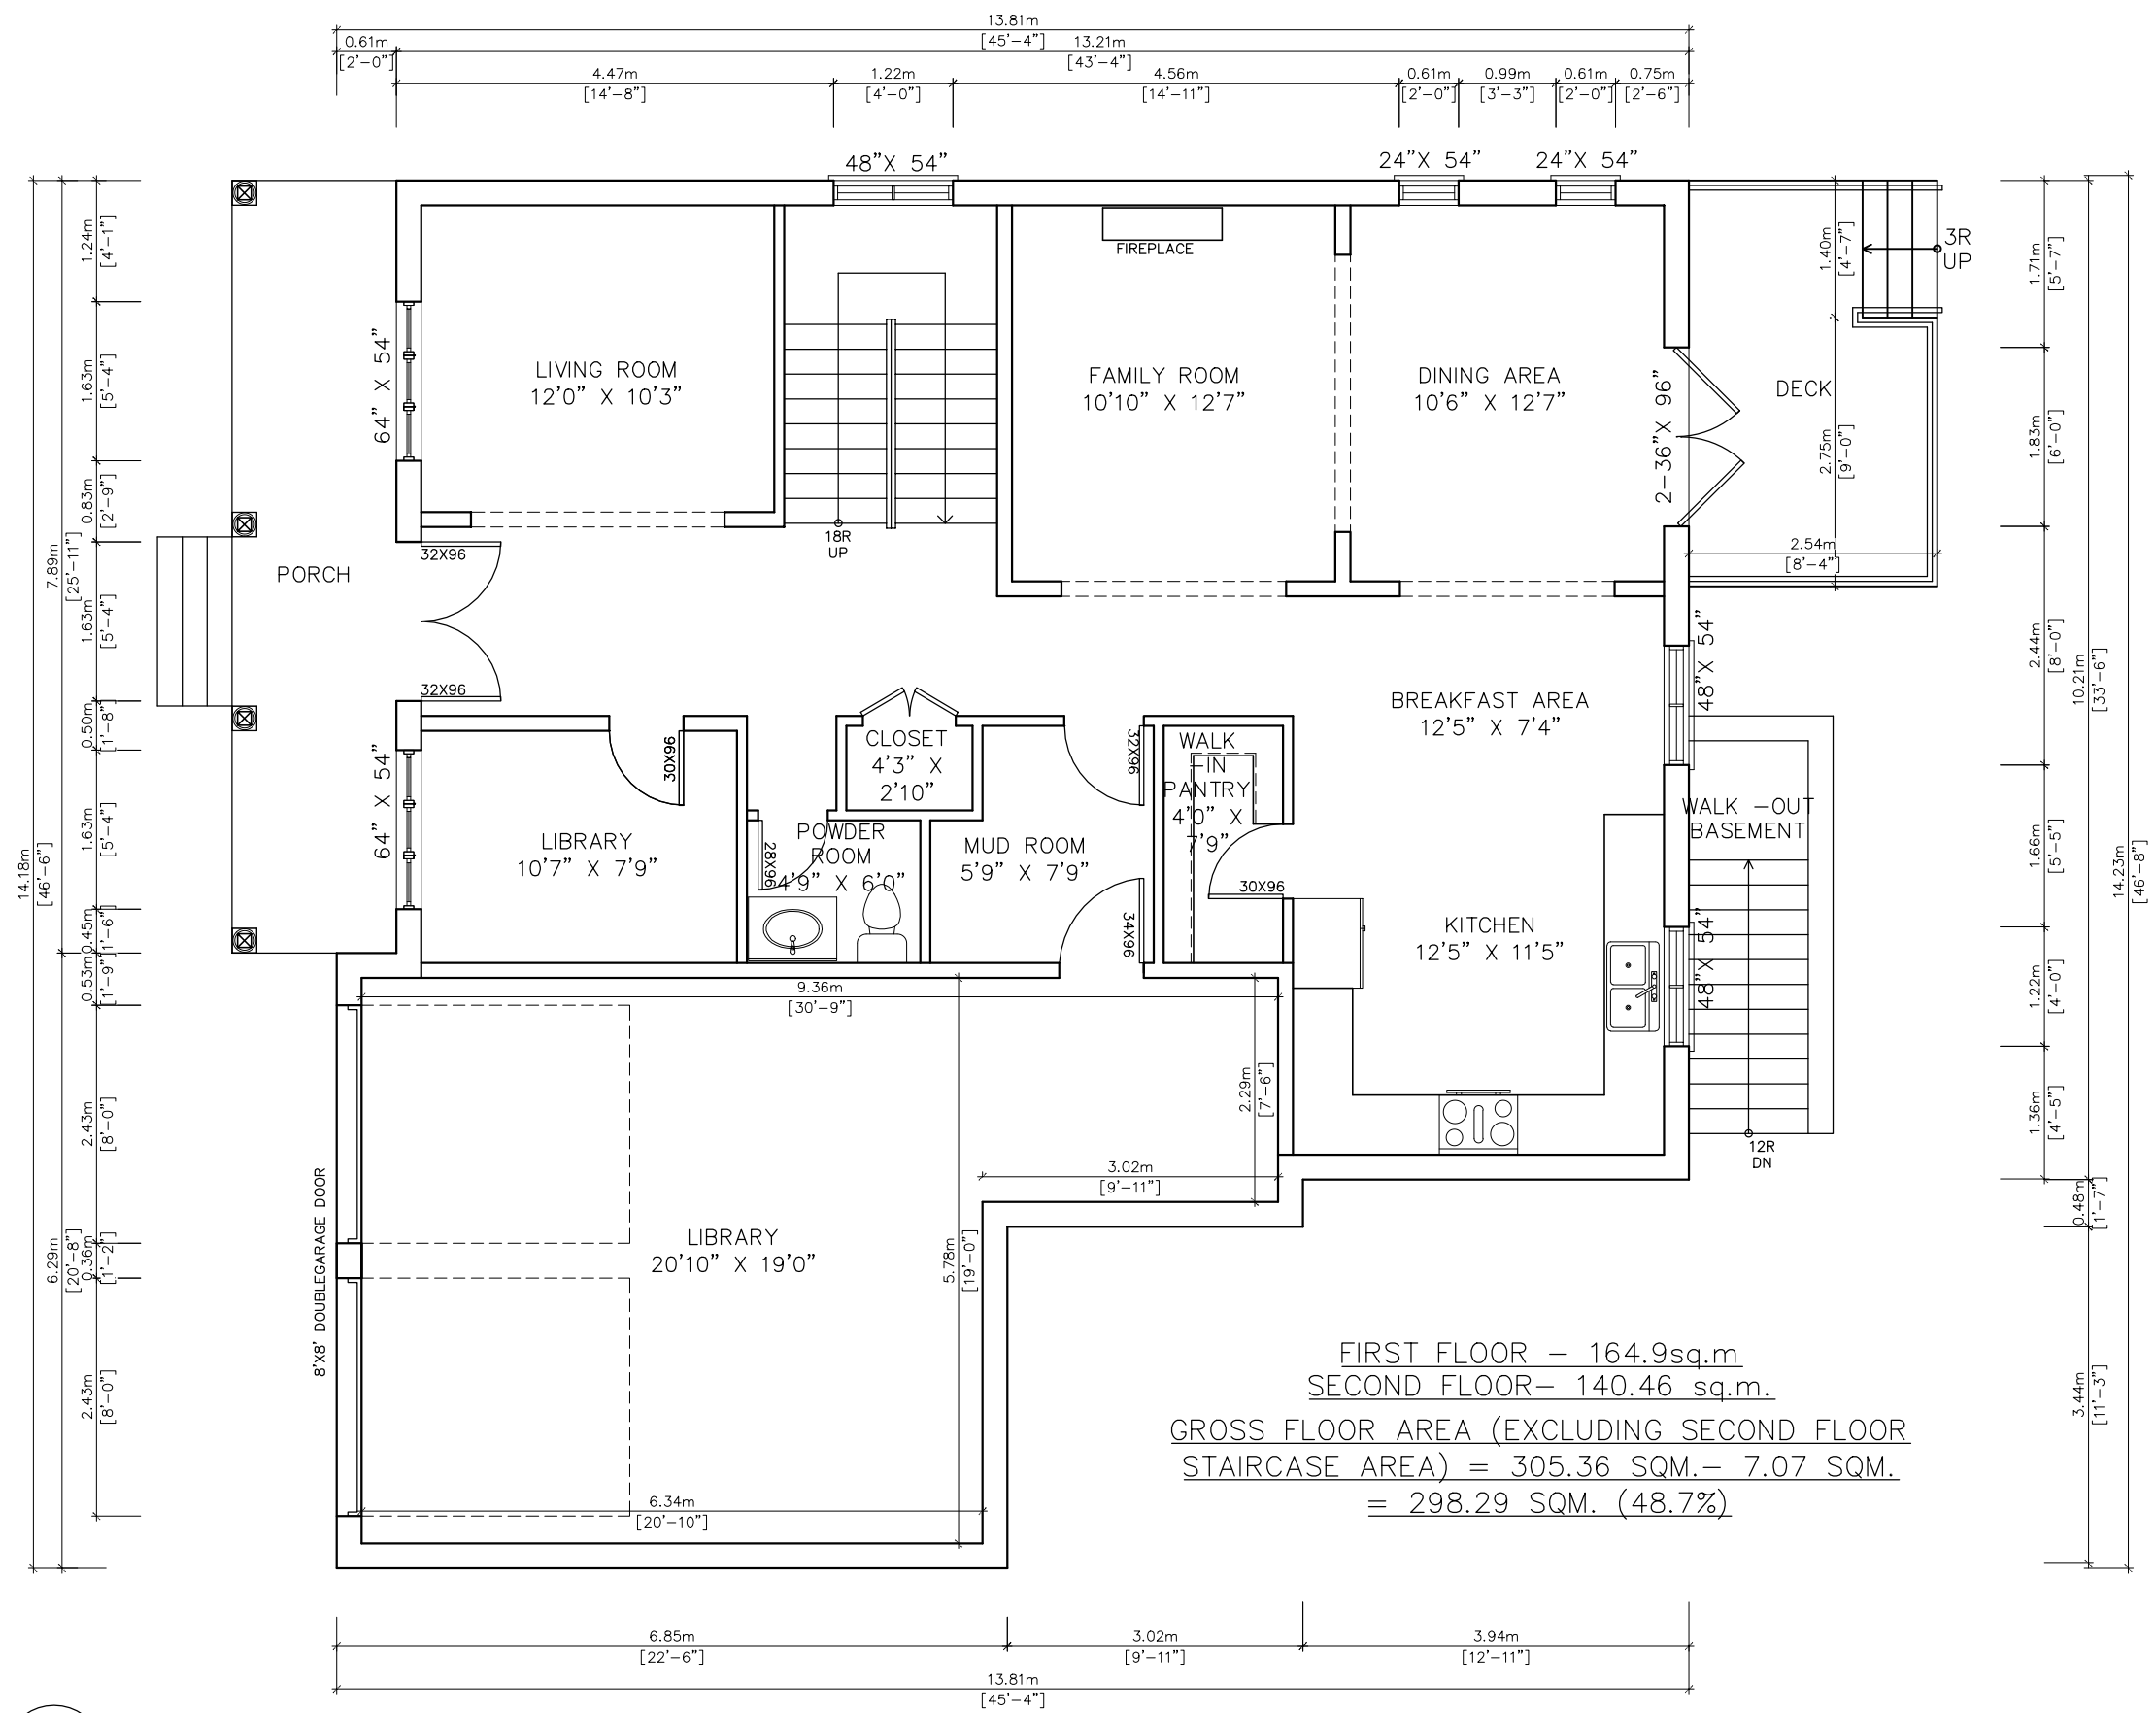 13.81m
[45'-4"]
0.61m
[2'-0"]
13.21m
[43'-4"]
4.47m
[14'-8"]
1.22m
[4'-0"]
4.56m
[14'-11"]
0.61m
[2'-0"]
0.99m
[3'-3"]
0.61m
[2'-0"]
0.75m
[2'-6"]
48"X 54"
24"X 54"
24"X 54"
14.18m
[46'-6"]
7.89m
[25'-11"]
6.29m
[20'-8"]
1.24m
[4'-1"]
1.63m
[5'-4"]
0.83m
[2'-9"]
1.63m
[5'-4"]
0.50m
[1'-8"]
1.63m
[5'-4"]
0.45m
[1'-6"]
0.53m
[1'-9"]
2.43m
[8'-0"]
0.36m
[1'-2"]
2.43m
[8'-0"]
64" X 54"
64" X 54"
PORCH
32X96
32X96
LIVING ROOM
12'0" X 10'3"
18R
UP
FIREPLACE
FAMILY ROOM
10'10" X 12'7"
DINING AREA
10'6" X 12'7"
2-36"X 96"
DECK
1.40m
[4'-7"]
2.75m
[9'-0"]
2.54m
[8'-4"]
3R
UP
BREAKFAST AREA
12'5" X 7'4"
48"X 54"
WALK -OUT
BASEMENT
48"X 54"
12R
DN
CLOSET
4'3" X
2'10"
WALK
-IN
PANTRY
4'0" X
7'9"
30X96
30X96
32X96
34X96
28X96
LIBRARY
10'7" X 7'9"
POWDER
ROOM
4'9" X 6'0"
MUD ROOM
5'9" X 7'9"
KITCHEN
12'5" X 11'5"
9.36m
[30'-9"]
2.29m
[7'-6"]
3.02m
[9'-11"]
5.78m
[19'-0"]
LIBRARY
20'10" X 19'0"
8'X8' DOUBLEGARAGE DOOR
6.34m
[20'-10"]
1.71m
[5'-7"]
1.83m
[6'-0"]
2.44m
[8'-0"]
1.66m
[5'-5"]
1.22m
[4'-0"]
1.36m
[4'-5"]
10.21m
[33'-6"]
0.48m
[1'-7"]
3.44m
[11'-3"]
14.23m
[46'-8"]
FIRST FLOOR - 164.9sq.m
SECOND FLOOR- 140.46 sq.m.
GROSS FLOOR AREA (EXCLUDING SECOND FLOOR
STAIRCASE AREA) = 305.36 SQM.- 7.07 SQM.
= 298.29 SQM. (48.7%)
6.85m
[22'-6"]
3.02m
[9'-11"]
3.94m
[12'-11"]
13.81m
[45'-4"]